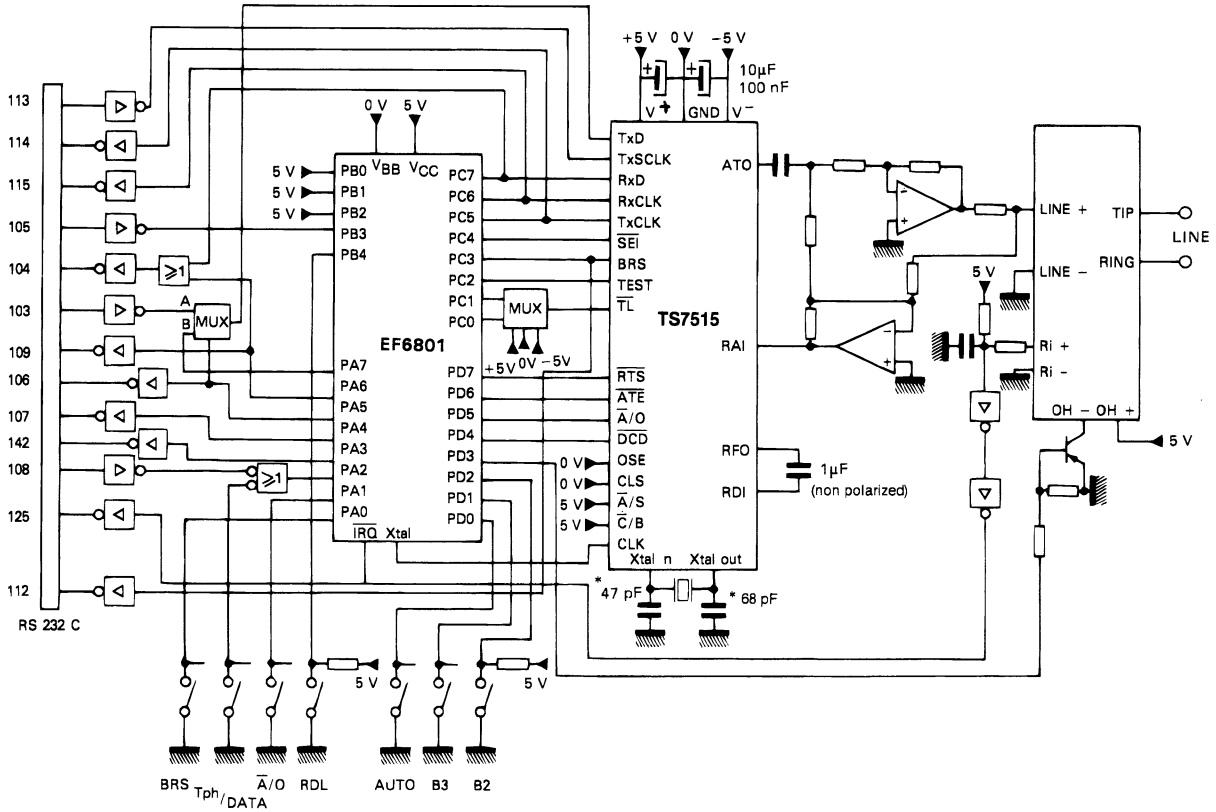 +5 V 0 V -5 V
+ + 10μF
100 nF
V+ GND V−
113
114
115
105
104
103
109
106
107
142
108
125
112
RS 232 C
≥1
A
B
MUX
≥1
0 V 5 V
VBB VCC
5 V PB0
5 V PB1
5 V PB2
PB3
PB4
PA7
PA6
PA5
PA4
PA3
PA2
PA1
PA0
IRQ Xtal
EF6801
PC7
PC6
PC5
PC4
PC3
PC2
PC1
PC0
PD7
PD6
PD5
PD4
PD3
PD2
PD1
PD0
MUX
+5V 0V -5V
TxD
TxSCLK
RxD
RxCLK
TxCLK
SEI
BRS
TEST
TL
RTS
ATE
A/O
DCD
0 V OSE
0 V CLS
5 V A/S
5 V C/B
CLK
Xtal n Xtal out
TS7515
ATO
RAI
RFO
RDI
1μF
(non polarized)
* 47 pF
* 68 pF
- +
- +
5 V
LINE +
LINE -
Ri +
Ri -
OH - OH +
TIP
RING
LINE
5 V
5 V
5 V
BRS Tph/DATA A/O RDL AUTO B3 B2